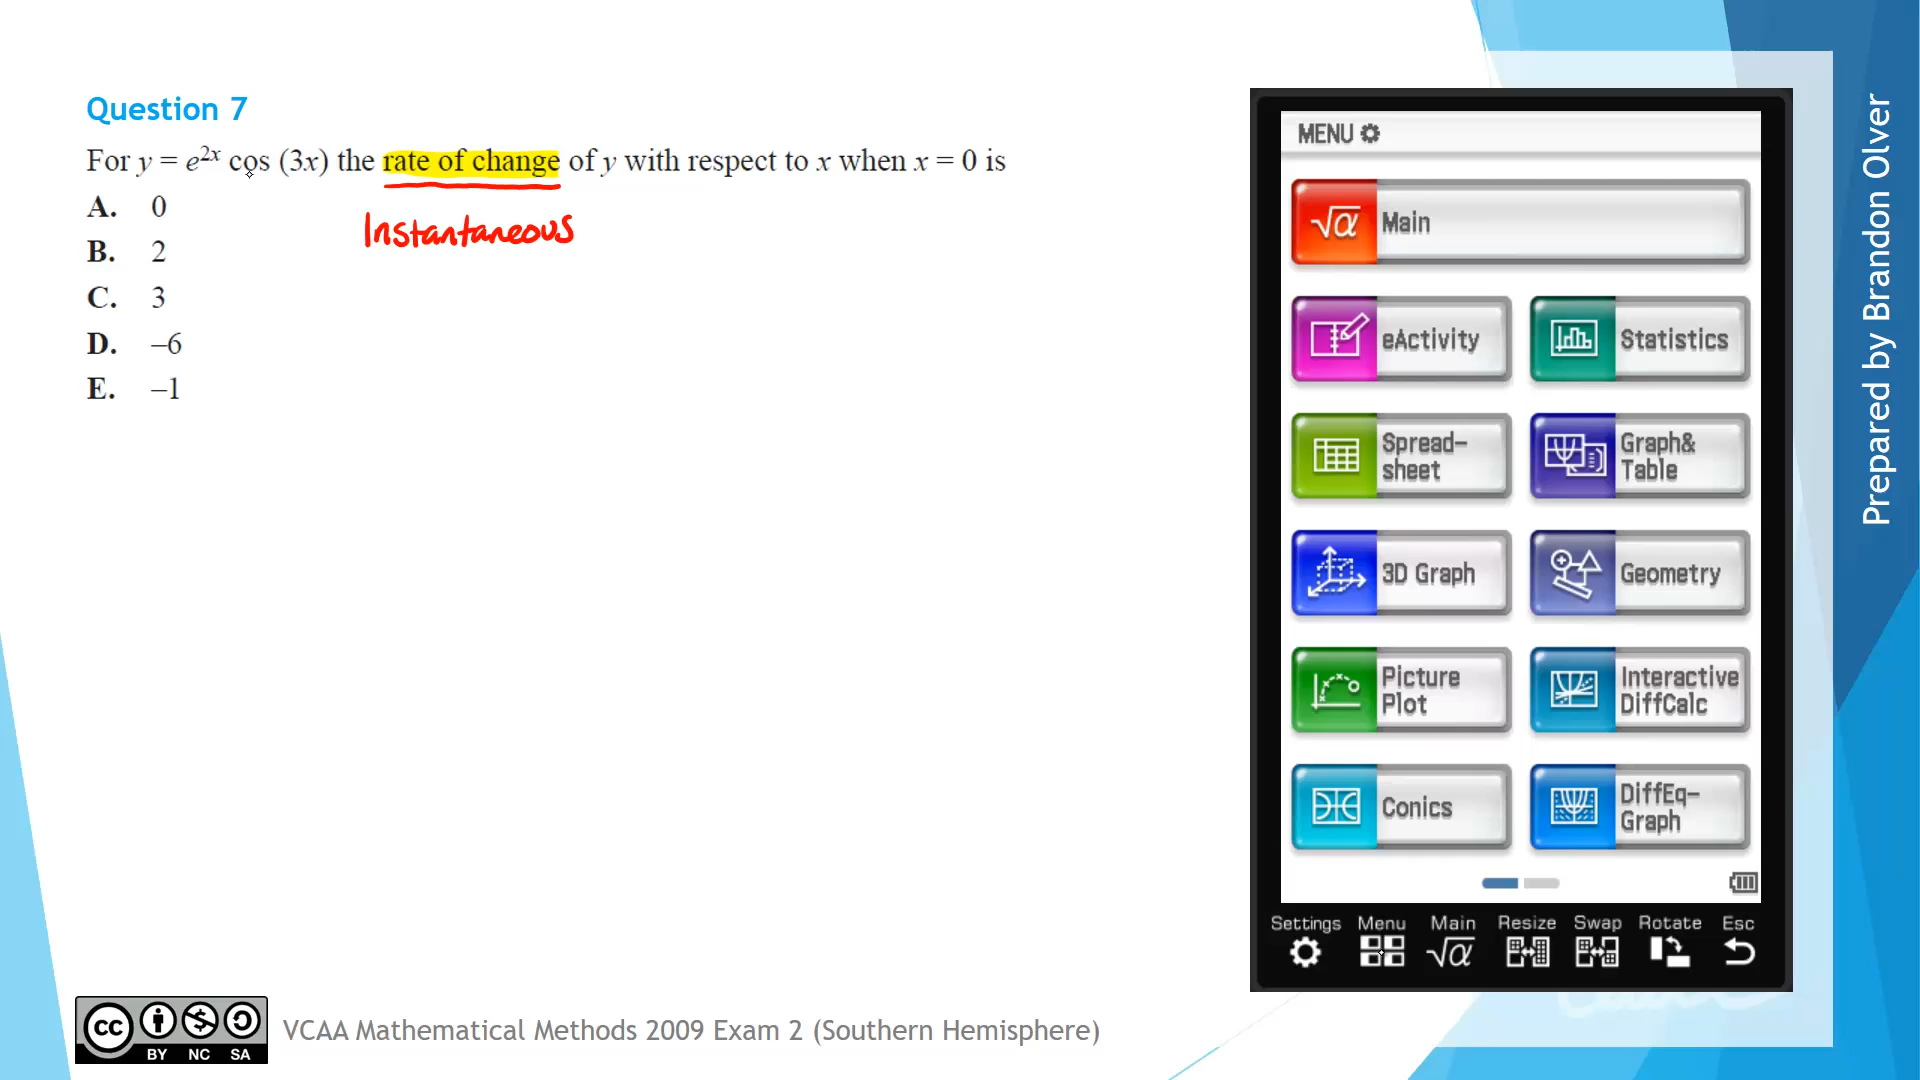 Question 7
For y = e^{2x} cos (3x) the rate of change of y with respect to x when x = 0 is
A. 0
Instantaneous
B. 2
C. 3
D. –6
E. –1
MENU
√α Main
eActivity
Statistics
Spread-
sheet
Graph&
Table
3D Graph
Geometry
Picture
Plot
Interactive
DiffCalc
Conics
DiffEq-
Graph
Settings Menu Main Resize Swap Rotate Esc
√α
Prepared by Brandon Olver
cc
BY NC SA
VCAA Mathematical Methods 2009 Exam 2 (Southern Hemisphere)